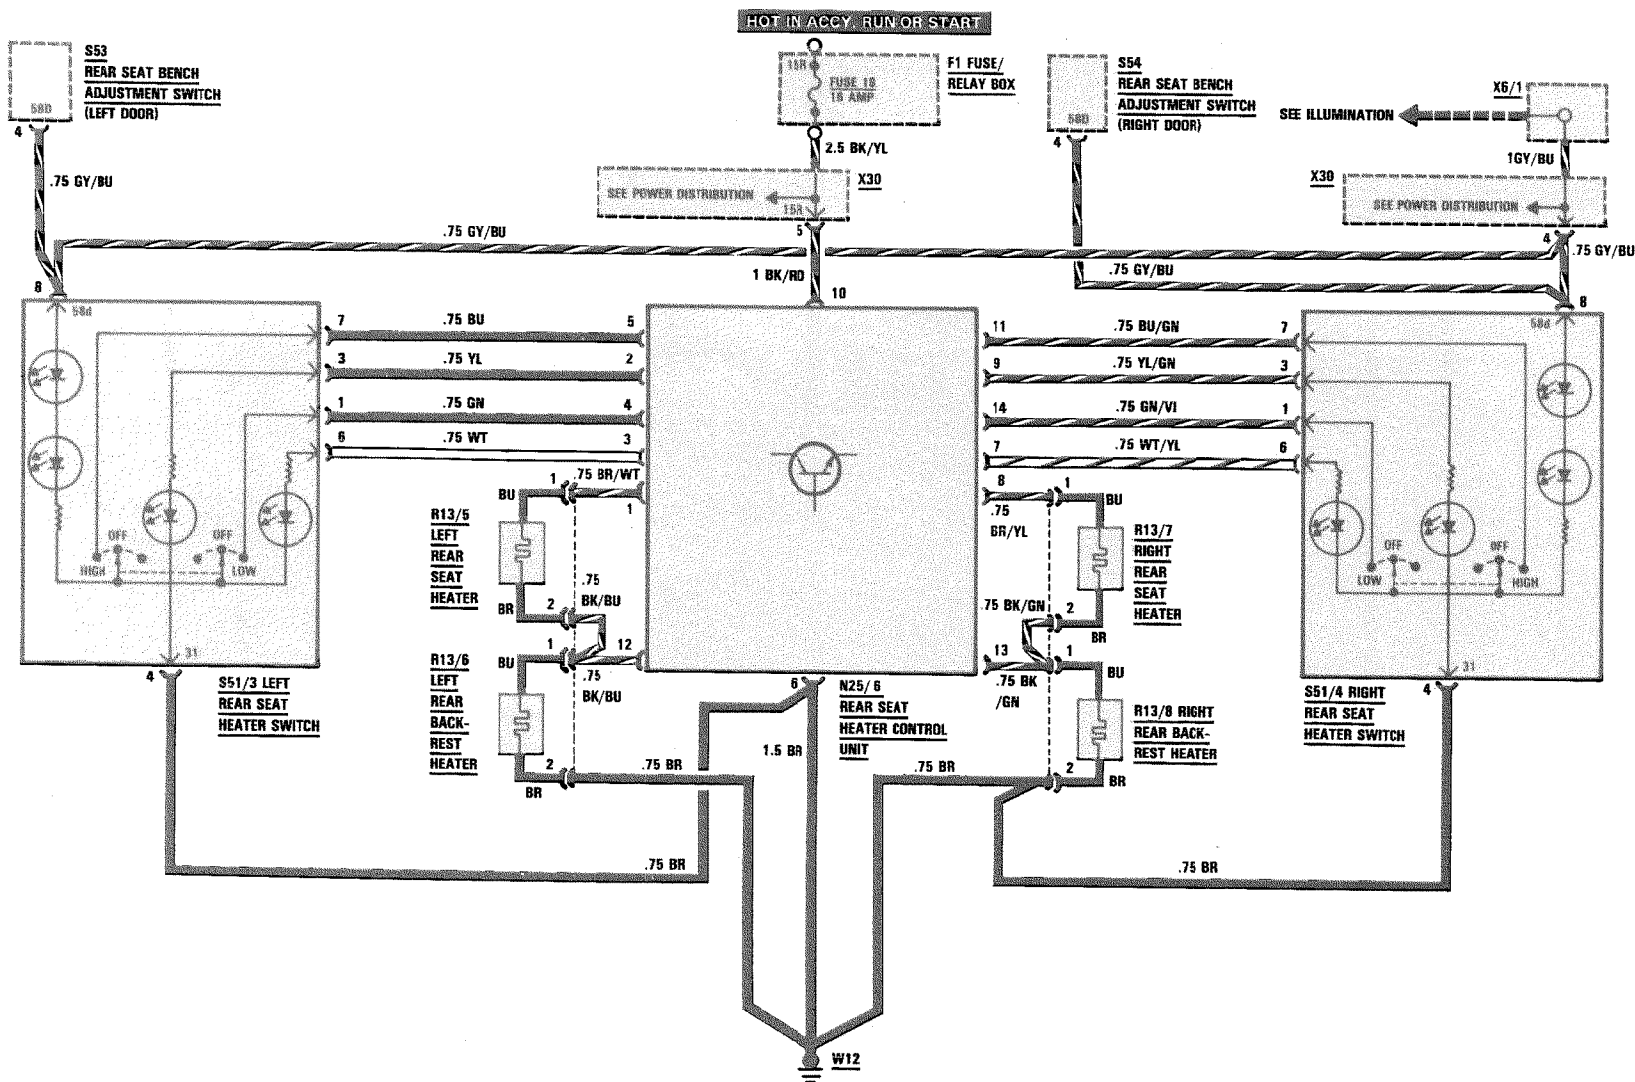 HOT IN ACCY, RUN OR START
S53
REAR SEAT BENCH
ADJUSTMENT SWITCH
(LEFT DOOR)
58D
4
.75 GY/BU
15R
FUSE 18
16 AMP
F1 FUSE/
RELAY BOX
2.5 BK/YL
X30
SEE POWER DISTRIBUTION
15R
5
1 BK/RD
10
S54
REAR SEAT BENCH
ADJUSTMENT SWITCH
(RIGHT DOOR)
58D
4
X6/1
SEE ILLUMINATION
1GY/BU
X30
SEE POWER DISTRIBUTION
4
.75 GY/BU
.75 GY/BU
.75 GY/BU
8
58d
8
58d
7
.75 BU
5
3
.75 YL
2
1
.75 GN
4
6
.75 WT
3
11
.75 BU/GN
7
9
.75 YL/GN
3
14
.75 GN/VI
1
7
.75 WT/YL
6
OFF
OFF
HIGH
LOW
31
4
S51/3 LEFT
REAR SEAT
HEATER SWITCH
1
.75 BR/WT
1
BU
R13/5
LEFT
REAR
SEAT
HEATER
BR
2
.75
BK/BU
1
12
BU
.75
BK/BU
R13/6
LEFT
REAR
BACK-
REST
HEATER
2
BR
.75 BR
.75 BR
6
N25/6
REAR SEAT
HEATER CONTROL
UNIT
1.5 BR
8
1
BU
.75
BR/YL
R13/7
RIGHT
REAR
SEAT
HEATER
.75 BK/GN
2
BR
13
1
BU
.75 BK
/GN
R13/8 RIGHT
REAR BACK-
REST HEATER
2
BR
.75 BR
.75 BR
OFF
OFF
LOW
HIGH
31
4
S51/4 RIGHT
REAR SEAT
HEATER SWITCH
W12